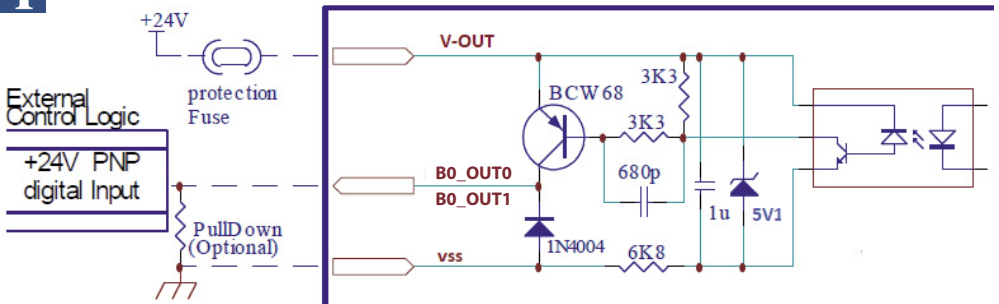 +24V
protection
Fuse
External
Control Logic
+24V PNP
digital Input
PullDown
(Optional)
V-OUT
BCW68
3K3
3K3
680p
B0_OUT0
B0_OUT1
1N4004
1u
5V1
vss
6K8